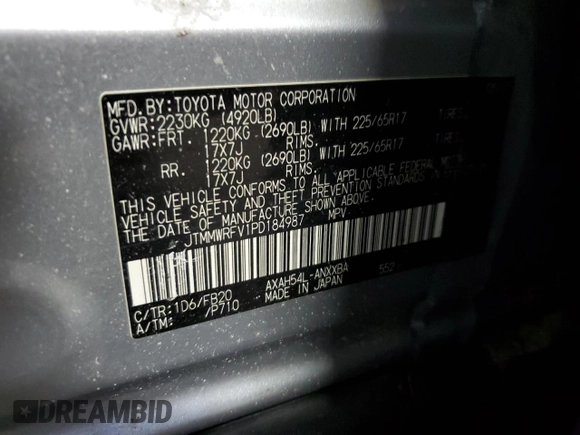 MFD. BY: TOYOTA MOTOR CORPORATION
GVWR: 2230KG (4920LB)
GAWR: FRT. 1220KG (2690LB) WITH 225/65R17
17X7J RIMS.
RR. 1220KG (2690LB) WITH 225/65R17
17X7J RIMS.
THIS VEHICLE CONFORMS TO ALL APPLICABLE FEDERAL MOTOR
VEHICLE SAFETY AND THEFT PREVENTION STANDARDS IN
THE DATE OF MANUFACTURE SHOWN ABOVE.
JTMMWRFV1PD184987 MPV
C/TR: 1D6/FB20 AXAH54L-ANXXBA 552
A/TM: /P710 MADE IN JAPAN
DREAMBID